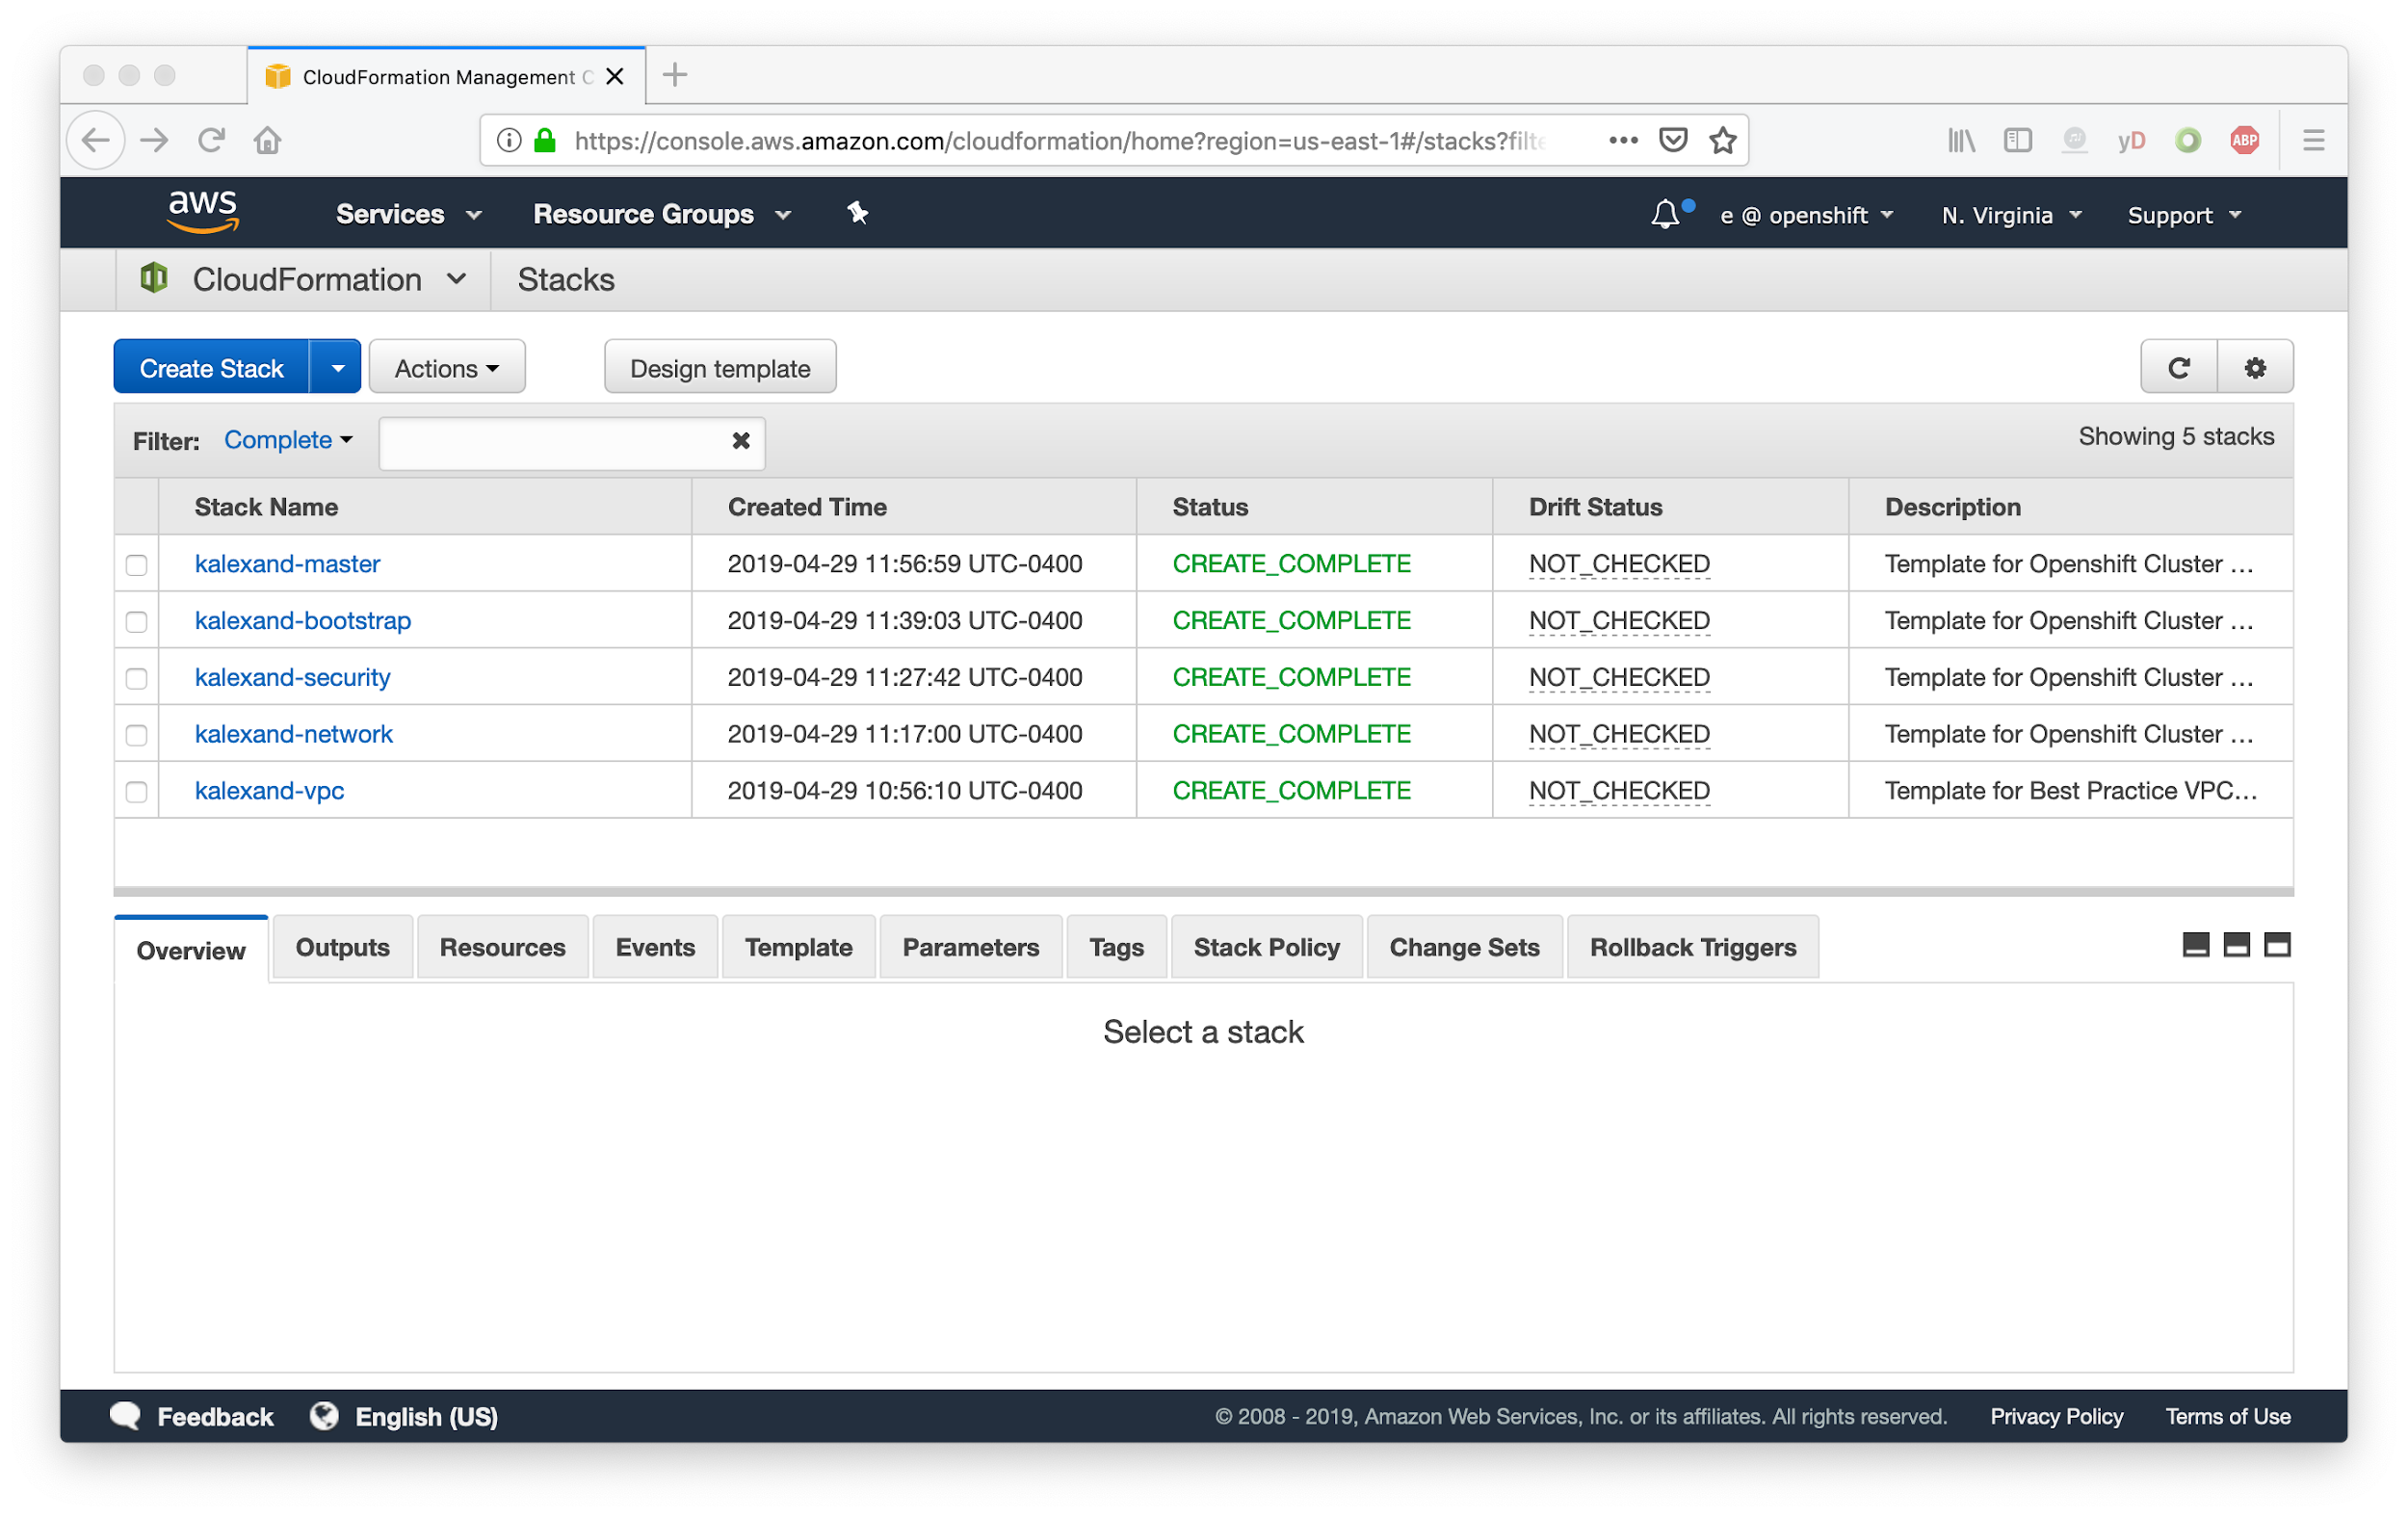 CloudFormation Management C
https://console.aws.amazon.com/cloudformation/home?region=us-east-1#/stacks?filte
yD
ABP
aws Services Resource Groups e @ openshift N. Virginia Support
CloudFormation Stacks
Create Stack Actions Design template
Filter: Complete Showing 5 stacks
Stack Name Created Time Status Drift Status Description
kalexand-master 2019-04-29 11:56:59 UTC-0400 CREATE_COMPLETE NOT_CHECKED Template for Openshift Cluster ...
kalexand-bootstrap 2019-04-29 11:39:03 UTC-0400 CREATE_COMPLETE NOT_CHECKED Template for Openshift Cluster ...
kalexand-security 2019-04-29 11:27:42 UTC-0400 CREATE_COMPLETE NOT_CHECKED Template for Openshift Cluster ...
kalexand-network 2019-04-29 11:17:00 UTC-0400 CREATE_COMPLETE NOT_CHECKED Template for Openshift Cluster ...
kalexand-vpc 2019-04-29 10:56:10 UTC-0400 CREATE_COMPLETE NOT_CHECKED Template for Best Practice VPC...
Overview Outputs Resources Events Template Parameters Tags Stack Policy Change Sets Rollback Triggers
Select a stack
Feedback English (US) © 2008 - 2019, Amazon Web Services, Inc. or its affiliates. All rights reserved. Privacy Policy Terms of Use